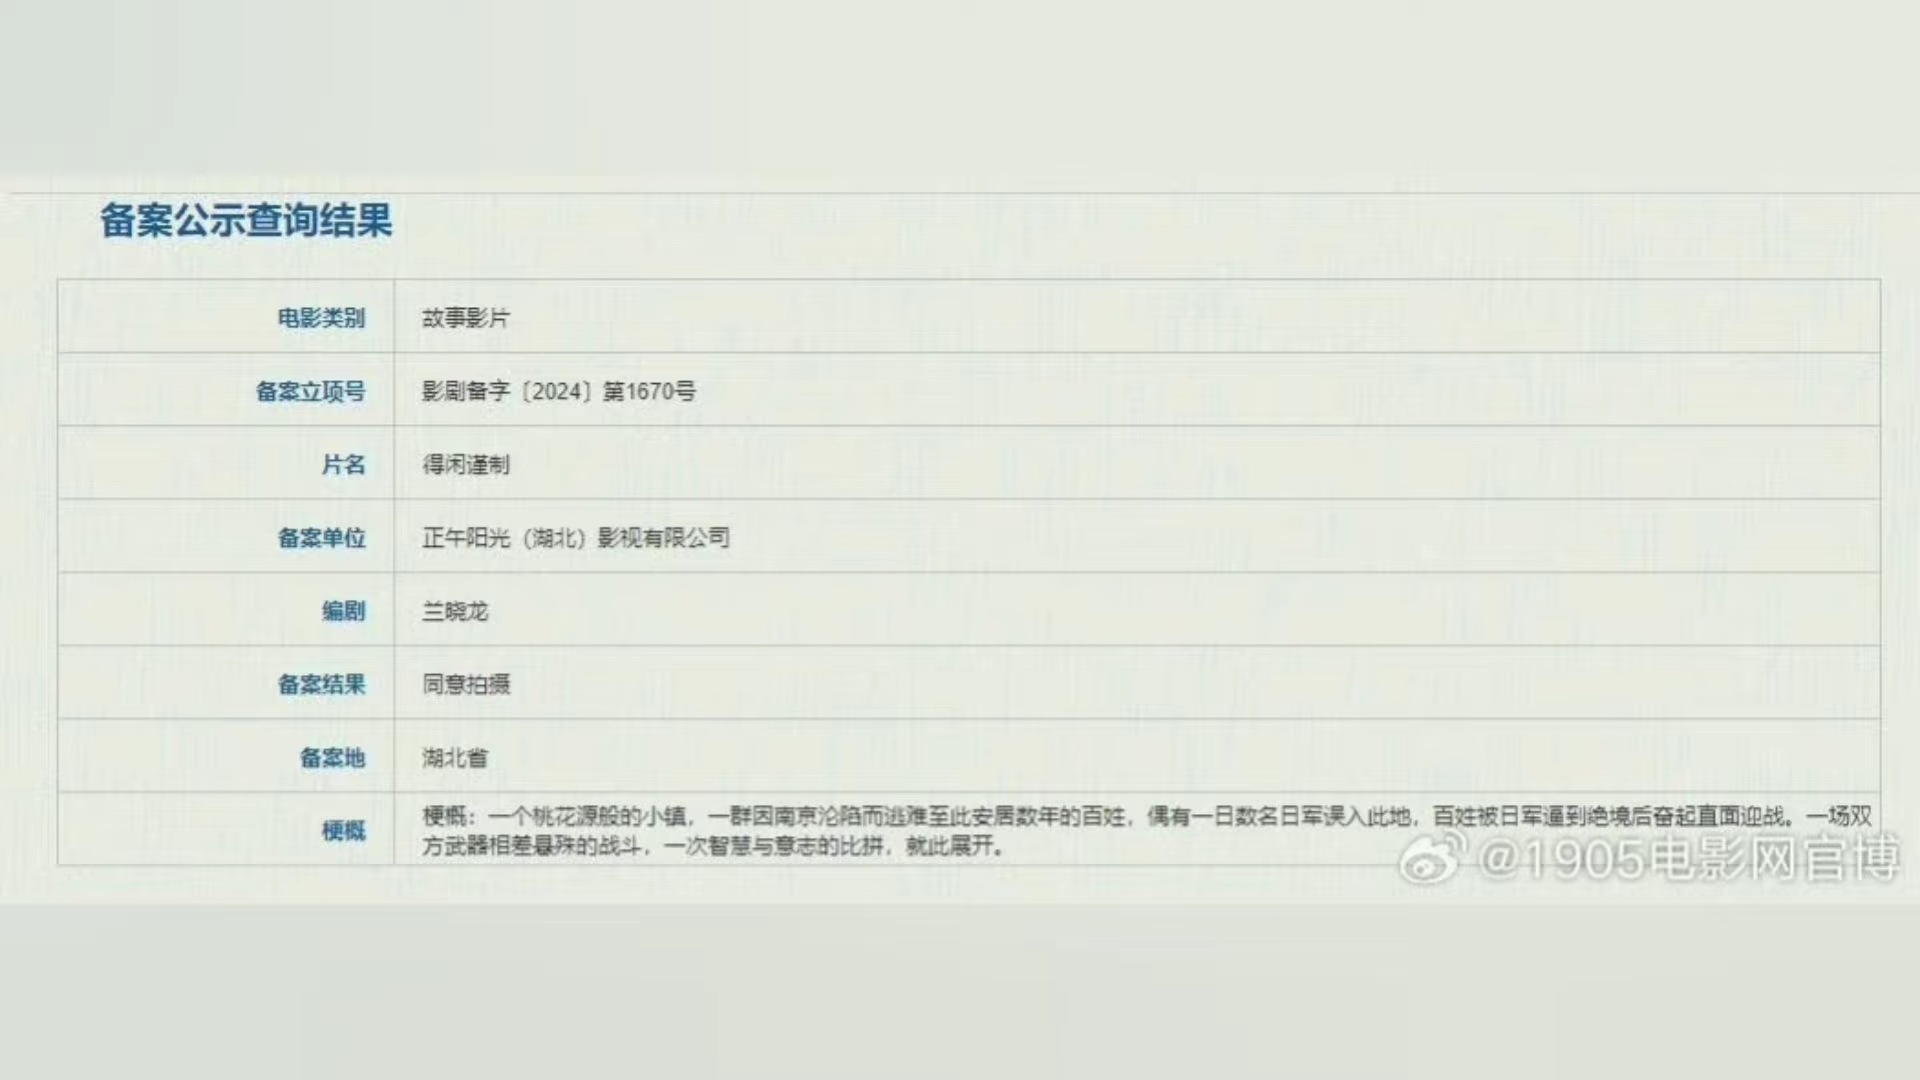 备案公示查询结果
电影类别 故事影片
备案立项号 影剧备字〔2024〕第1670号
片名 得闲谨制
备案单位 正午阳光（湖北）影视有限公司
编剧 兰晓龙
备案结果 同意拍摄
备案地 湖北省
梗概 梗概：一个桃花源般的小镇，一群因南京沦陷而逃难至此安居数年的百姓，偶有一日数名日军误入此地，百姓被日军逼到绝境后奋起直面迎战。一场双
方武器相差悬殊的战斗，一次智慧与意志的比拼，就此展开。
@1905电影网官博